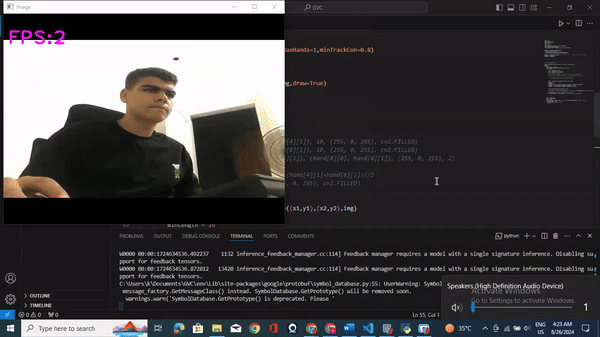 Image
GVC
FPS:2
axHands=1,minTrackCon=0.8)
ng,draw=True)
[4][1]), 10, (255, 0, 255), cv2.FILLED)
[0][1]), 10, (255, 0, 255), cv2.FILLED)
1]), (hand[8][0], hand[8][1]), (255, 0, 255), 2)
(hand[4][1]+hand[8][1])//2
, 0, 255), cv2.FILLED)
e((x1,y1),(x2,y2),img)
PROBLEMS OUTPUT DEBUG CONSOLE TERMINAL PORTS
python
W0000 00:00:1724634536.492237 1132 inference_feedback_manager.cc:114] Feedback manager requires a model with a single signature inference. Disabling su
pport for feedback tensors.
W0000 00:00:1724634536.872812 13420 inference_feedback_manager.cc:114] Feedback manager requires a model with a single signature inference. Disabling su
pport for feedback tensors.
C:\Users\k\Documents\GVC\env\Lib\site-packages\google\protobuf\symbol_database.py:55: UserWarning: Symbol
message_factory.GetMessageClass() instead. SymbolDatabase.GetPrototype() will be removed soon.
warnings.warn('SymbolDatabase.GetPrototype() is deprecated. Please '
OUTLINE
TIMELINE
Speakers (High Definition Audio Device)
Activate Windows
Go to Settings to activate Windows
1
0 0 0
Ln 55, Col
Type here to search
35°C
ENG
US
4:23 AM
8/26/2024